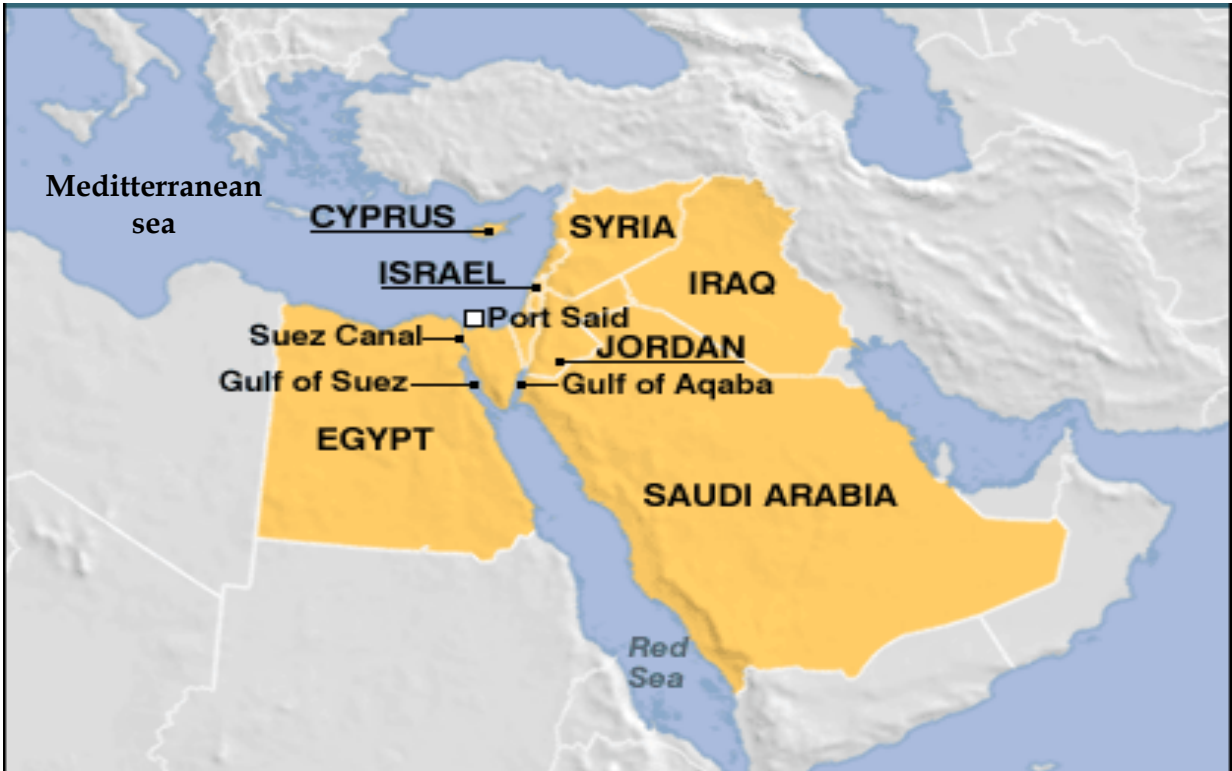 Meditterranean
sea
CYPRUS
SYRIA
ISRAEL
IRAQ
Port Said
Suez Canal
JORDAN
Gulf of Suez
Gulf of Aqaba
EGYPT
SAUDI ARABIA
Red
Sea